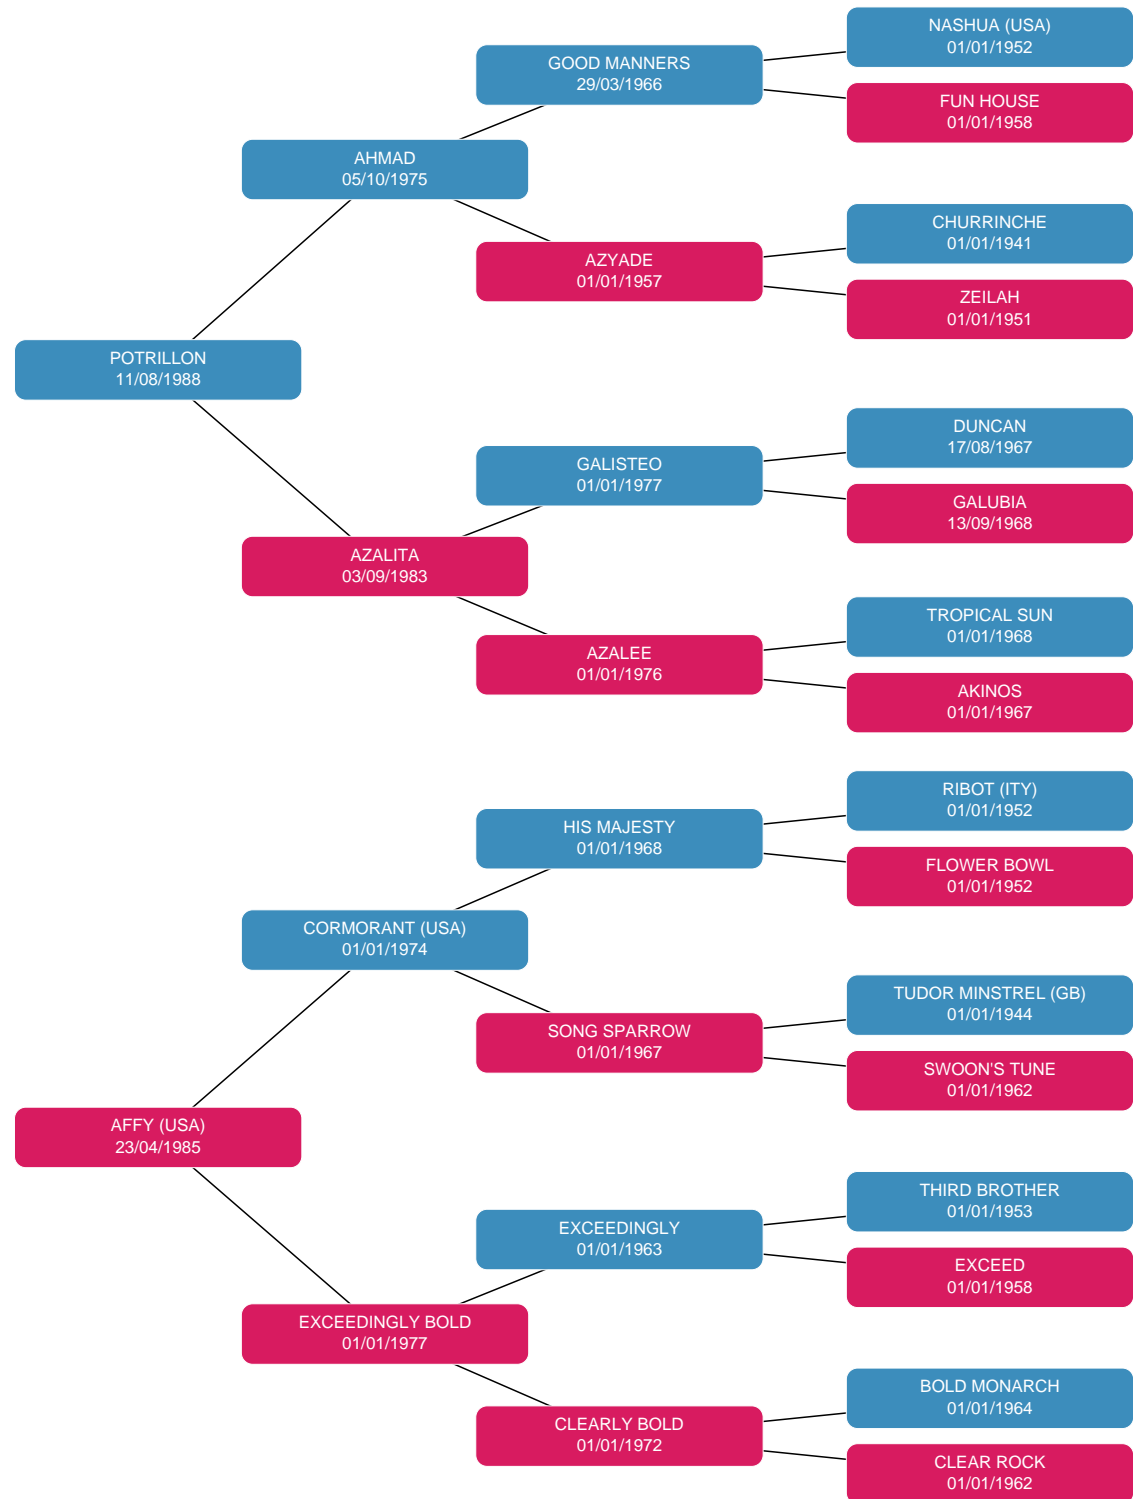 NASHUA (USA)
01/01/1952
GOOD MANNERS
29/03/1966
FUN HOUSE
01/01/1958
AHMAD
05/10/1975
CHURRINCHE
01/01/1941
AZYADE
01/01/1957
ZEILAH
01/01/1951
POTRILLON
11/08/1988
DUNCAN
17/08/1967
GALISTEO
01/01/1977
GALUBIA
13/09/1968
AZALITA
03/09/1983
TROPICAL SUN
01/01/1968
AZALEE
01/01/1976
AKINOS
01/01/1967
RIBOT (ITY)
01/01/1952
HIS MAJESTY
01/01/1968
FLOWER BOWL
01/01/1952
CORMORANT (USA)
01/01/1974
TUDOR MINSTREL (GB)
01/01/1944
SONG SPARROW
01/01/1967
SWOON'S TUNE
01/01/1962
AFFY (USA)
23/04/1985
THIRD BROTHER
01/01/1953
EXCEEDINGLY
01/01/1963
EXCEED
01/01/1958
EXCEEDINGLY BOLD
01/01/1977
BOLD MONARCH
01/01/1964
CLEARLY BOLD
01/01/1972
CLEAR ROCK
01/01/1962